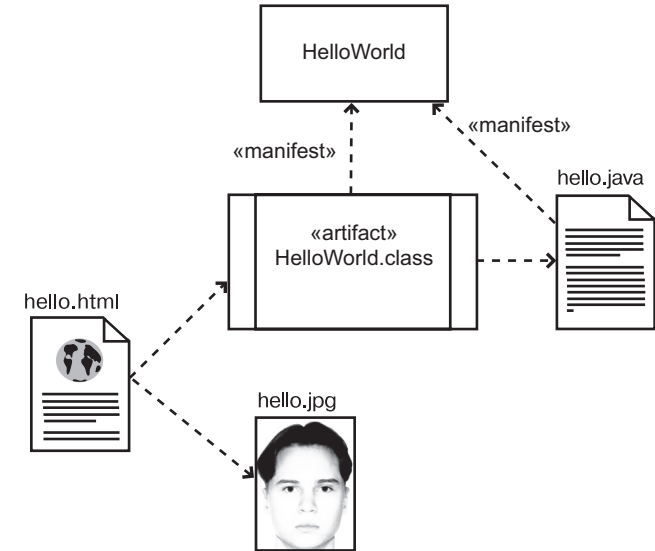 HelloWorld
«manifest»
«manifest»
hello.java
«artifact»
HelloWorld.class
hello.html
hello.jpg